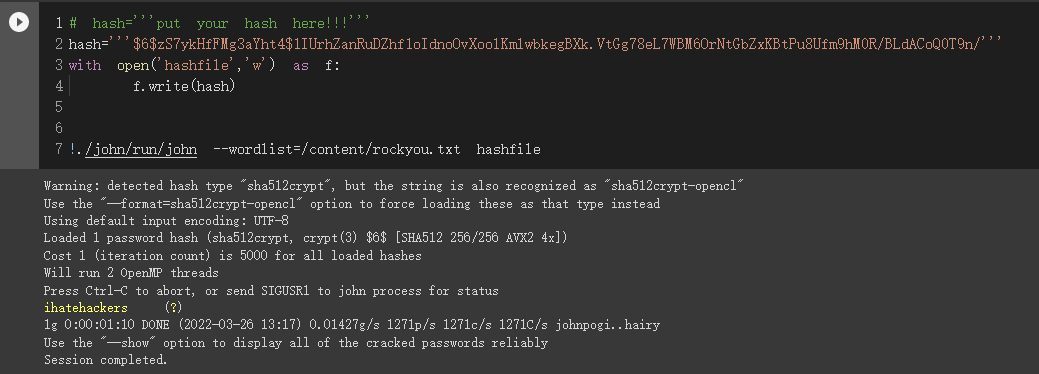 1 # hash='''put your hash here!!!'''
2 hash='''$6$zS7ykHfFMg3aYht4$1IUrhZanRuDZhf1oIdnoOvXoolKmlwbkegBXk.VtGg78eL7WBM6OrNtGbZxKBtPu8Ufm9hM0R/BLdACoQ0T9n/'''
3 with open('hashfile','w') as f:
4 f.write(hash)
5
6
7 !./john/run/john --wordlist=/content/rockyou.txt hashfile
Warning: detected hash type "sha512crypt", but the string is also recognized as "sha512crypt-opencl"
Use the "--format=sha512crypt-opencl" option to force loading these as that type instead
Using default input encoding: UTF-8
Loaded 1 password hash (sha512crypt, crypt(3) $6$ [SHA512 256/256 AVX2 4x])
Cost 1 (iteration count) is 5000 for all loaded hashes
Will run 2 OpenMP threads
Press Ctrl-C to abort, or send SIGUSR1 to john process for status
ihatehackers (?)
1g 0:00:01:10 DONE (2022-03-26 13:17) 0.01427g/s 1271p/s 1271c/s 1271C/s johnpogi..hairy
Use the "--show" option to display all of the cracked passwords reliably
Session completed.